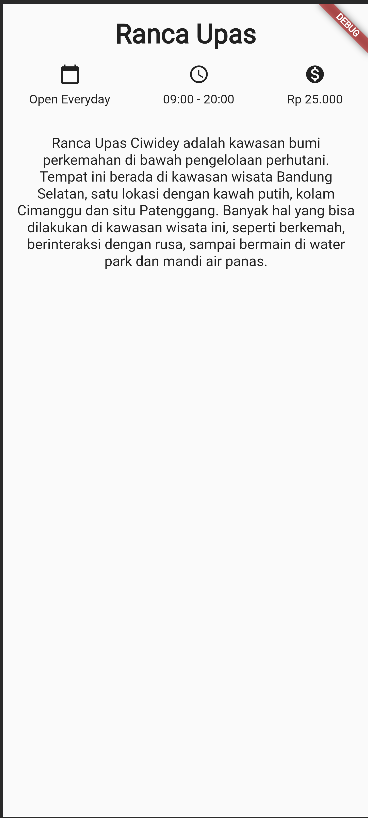 DEBUG
Ranca Upas
Open Everyday
09:00 - 20:00
Rp 25.000
Ranca Upas Ciwidey adalah kawasan bumi
perkemahan di bawah pengelolaan perhutani.
Tempat ini berada di kawasan wisata Bandung
Selatan, satu lokasi dengan kawah putih, kolam
Cimanggu dan situ Patenggang. Banyak hal yang bisa
dilakukan di kawasan wisata ini, seperti berkemah,
berinteraksi dengan rusa, sampai bermain di water
park dan mandi air panas.